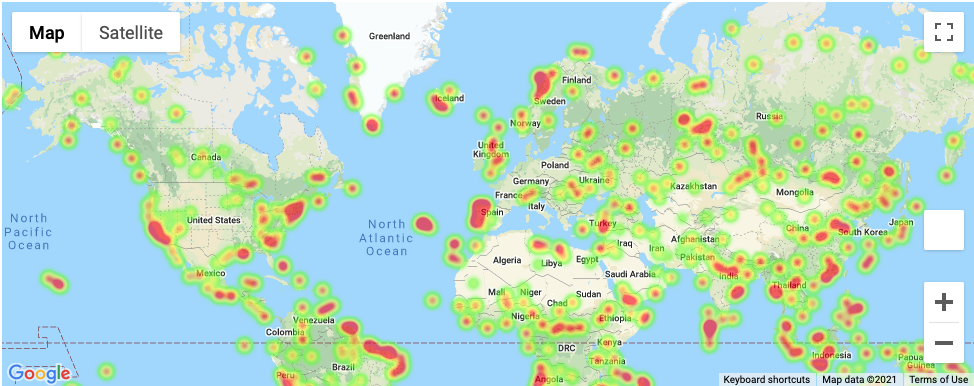 Map
Satellite
Greenland
Iceland
Finland
Sweden
Norway
Russia
Canada
United
Kingdom
Poland
Germany
Ukraine
Kazakhstan
Mongolia
France
Italy
Spain
North
Pacific
Ocean
United States
North
Atlantic
Ocean
Turkey
China
Japan
South Korea
Iraq
Iran
Afghanistan
Pakistan
Algeria
Libya
Egypt
Saudi Arabia
India
Mexico
Mali
Niger
Chad
Sudan
Thailand
Nigeria
Ethiopia
Venezuela
Colombia
Kenya
DRC
Indonesia
Papua
Guinea
Tanzania
Brazil
Peru
Angola
Google
Keyboard shortcuts
Map data ©2021
Terms of Use